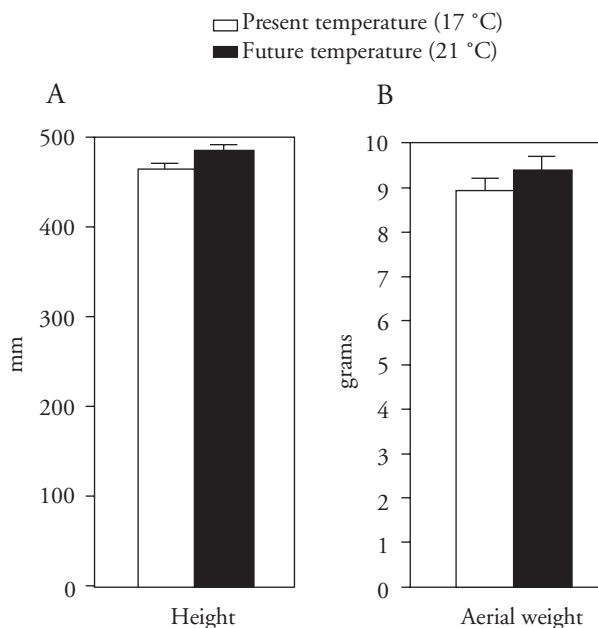 Present temperature (17 ˚C)
Future temperature (21 ˚C)
A
500
400
300
200
100
0
mm
Height
B
10
9
8
7
6
5
4
3
2
1
0
grams
Aerial weight